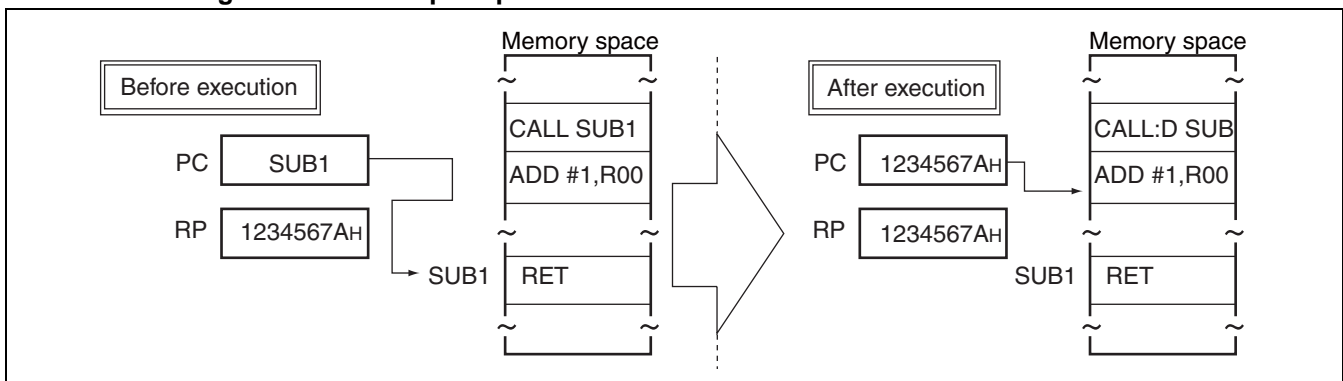 Memory space
Before execution
CALL SUB1
PC SUB1
ADD #1,R00
RP 1234567AH
SUB1 RET
Memory space
After execution
CALL:D SUB
PC 1234567AH
ADD #1,R00
RP 1234567AH
SUB1 RET